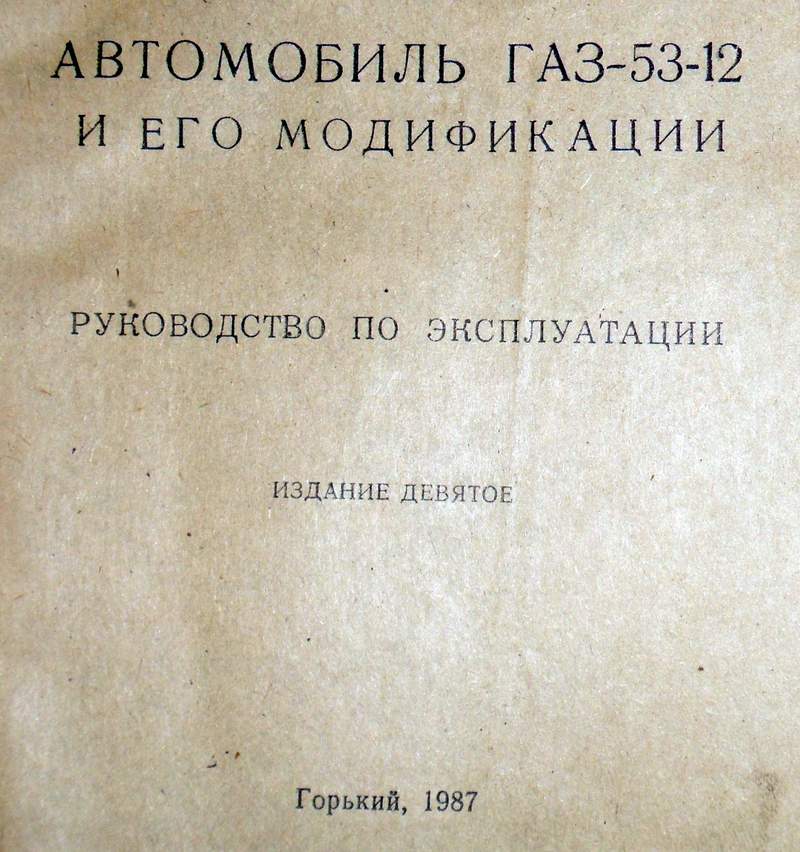 АВТОМОБИЛЬ ГАЗ-53-12
И ЕГО МОДИФИКАЦИИ
РУКОВОДСТВО ПО ЭКСПЛУАТАЦИИ
ИЗДАНИЕ ДЕВЯТОЕ
Горький, 1987